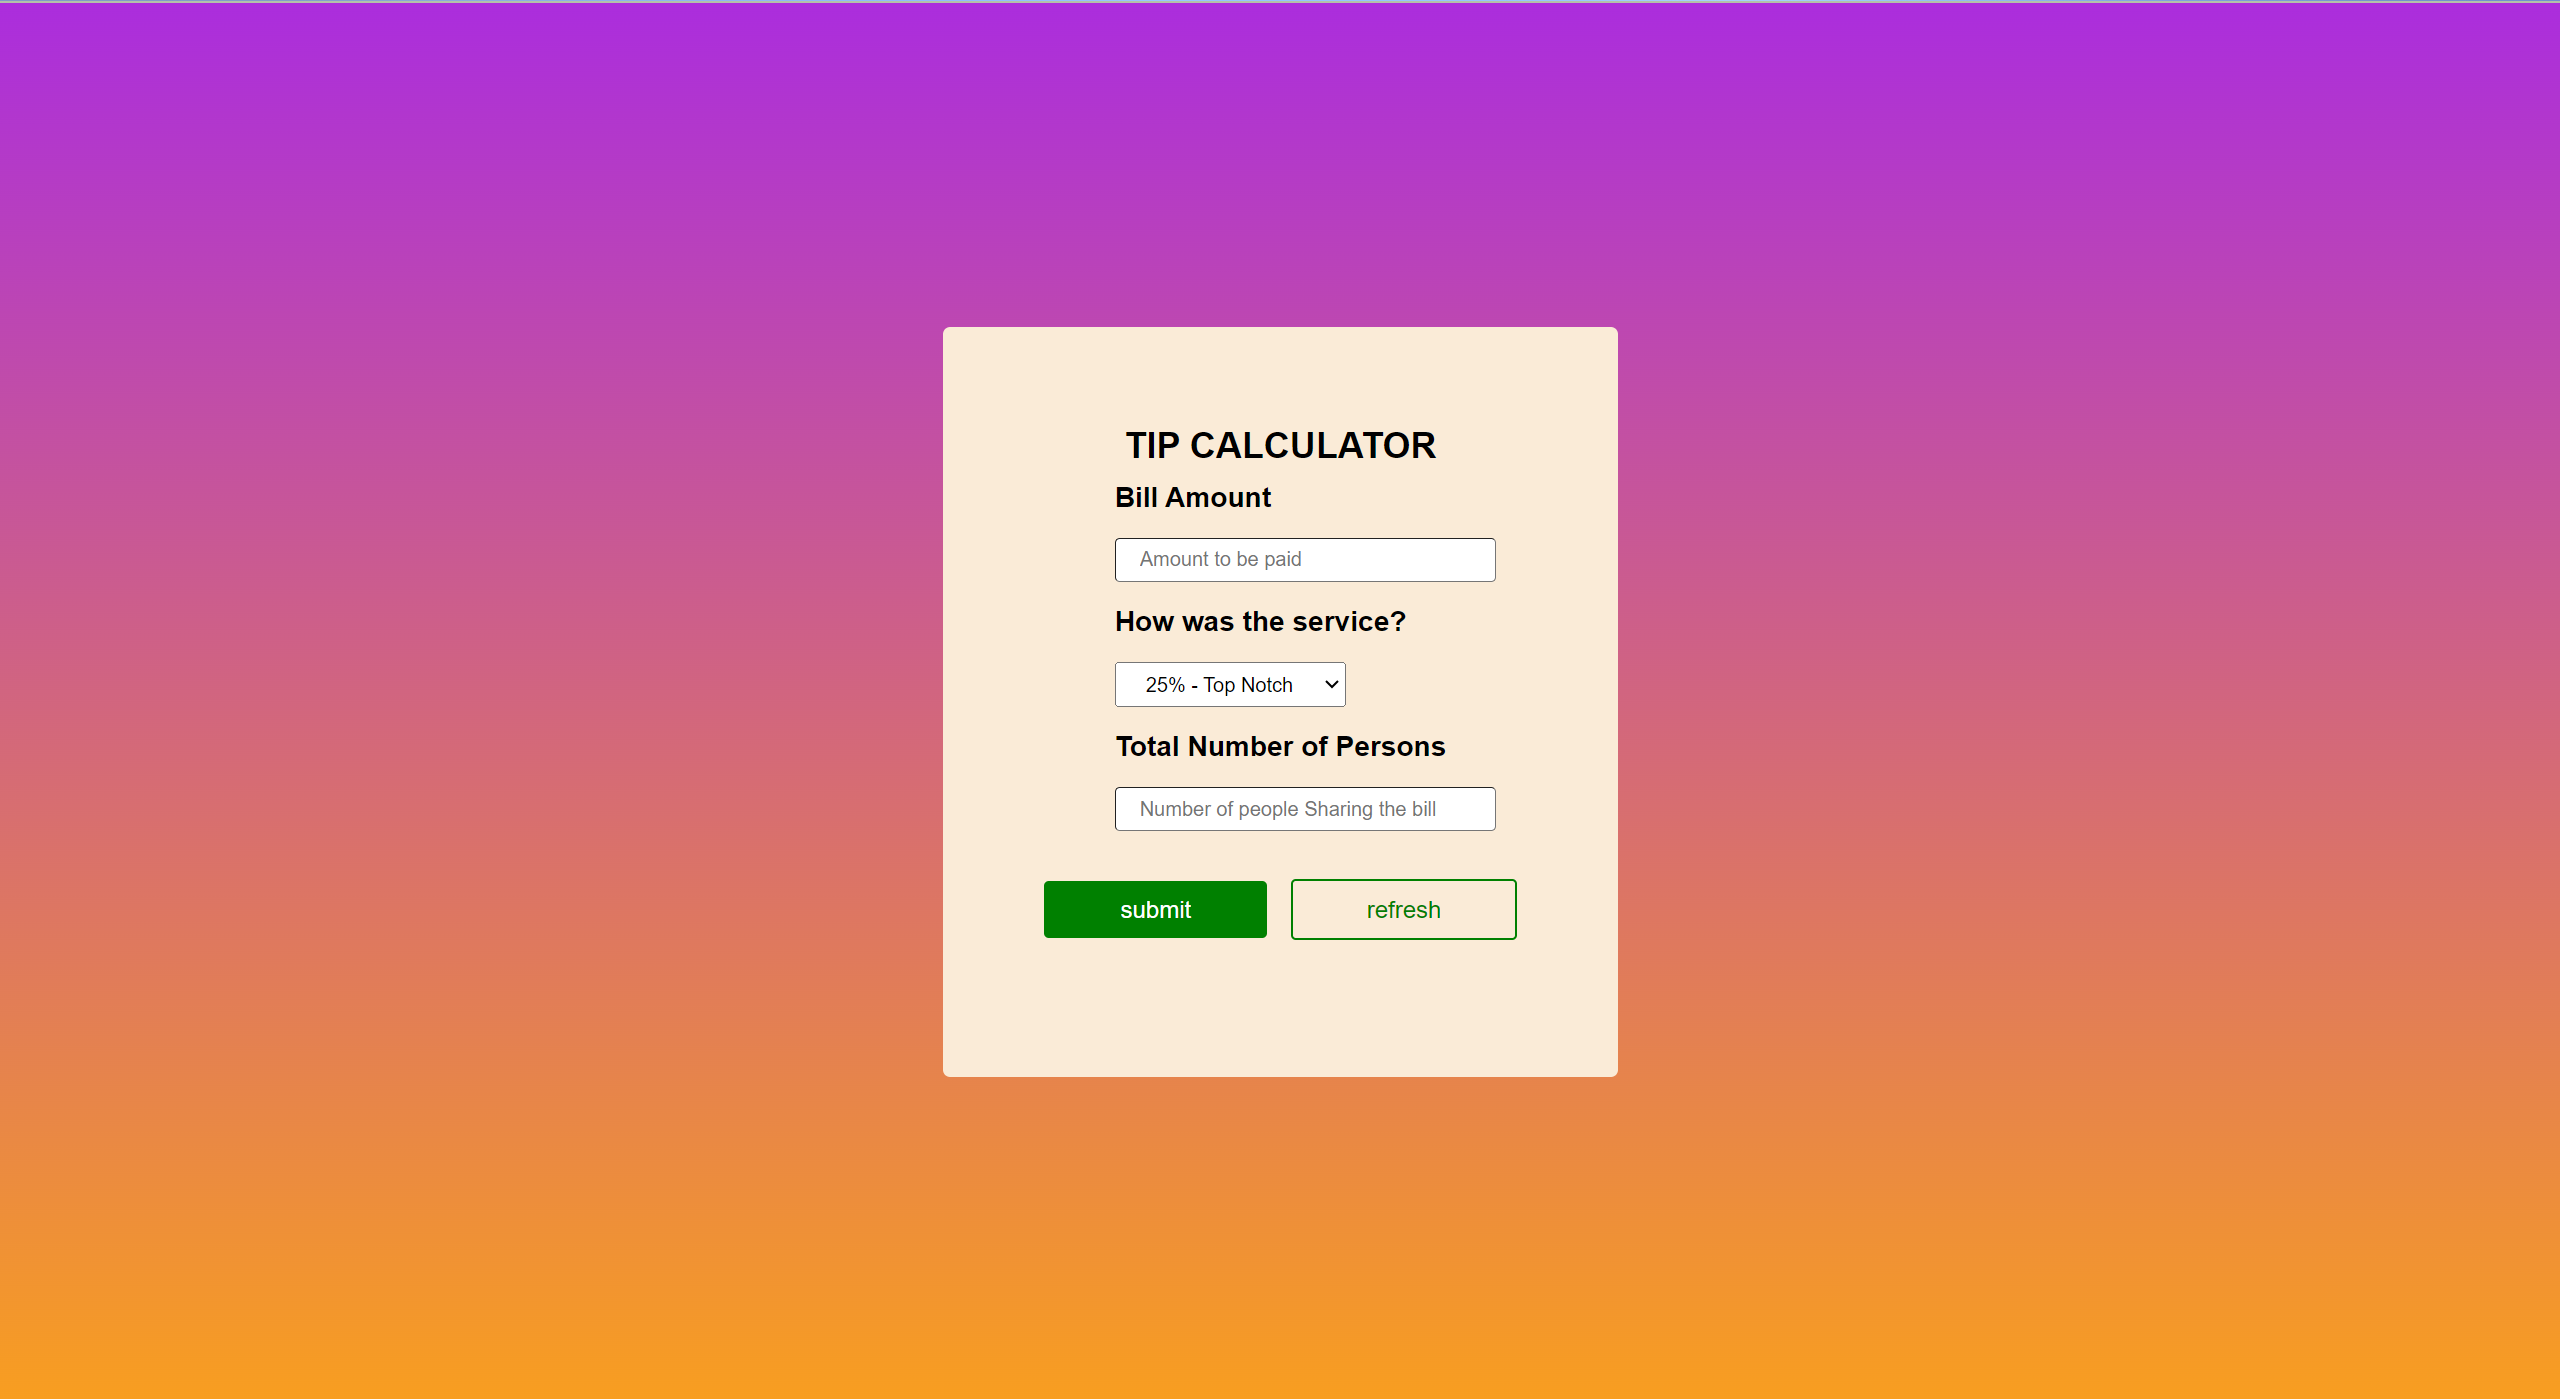 TIP CALCULATOR
Bill Amount
Amount to be paid
How was the service?
25% - Top Notch
Total Number of Persons
Number of people Sharing the bill
submit refresh